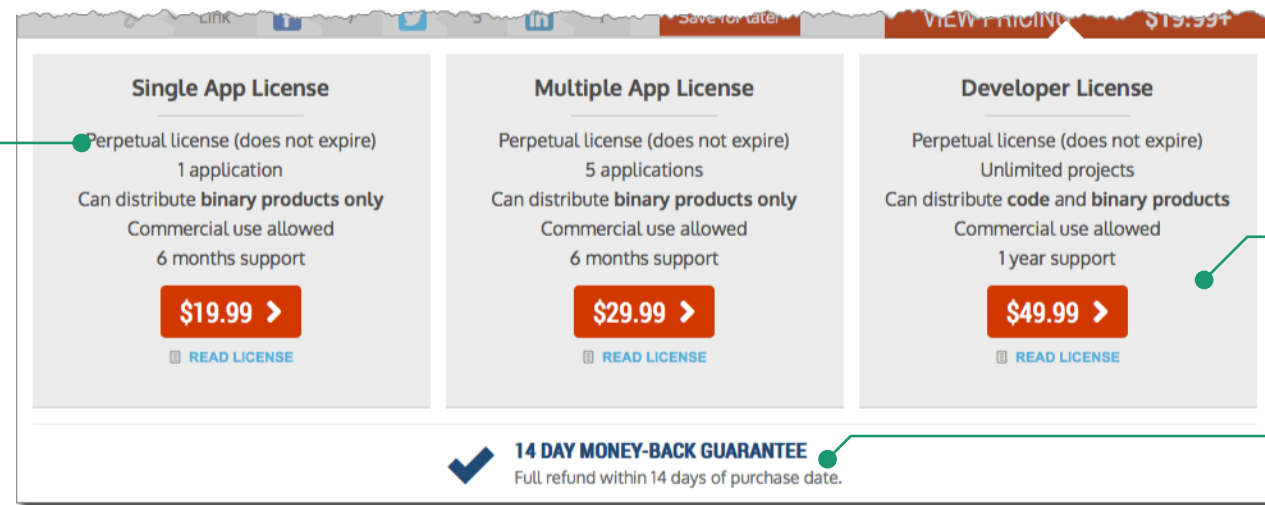 Link
Save for later
VIEW PRICING $19.99+
Single App License
Perpetual license (does not expire)
1 application
Can distribute binary products only
Commercial use allowed
6 months support
$19.99
READ LICENSE
Multiple App License
Perpetual license (does not expire)
5 applications
Can distribute binary products only
Commercial use allowed
6 months support
$29.99
READ LICENSE
Developer License
Perpetual license (does not expire)
Unlimited projects
Can distribute code and binary products
Commercial use allowed
1 year support
$49.99
READ LICENSE
14 DAY MONEY-BACK GUARANTEE
Full refund within 14 days of purchase date.